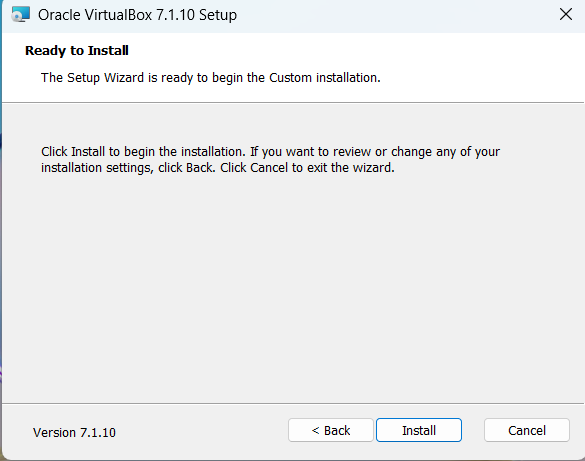 Oracle VirtualBox 7.1.10 Setup
Ready to Install
The Setup Wizard is ready to begin the Custom installation.
Click Install to begin the installation. If you want to review or change any of your
installation settings, click Back. Click Cancel to exit the wizard.
Version 7.1.10
< Back
Install
Cancel